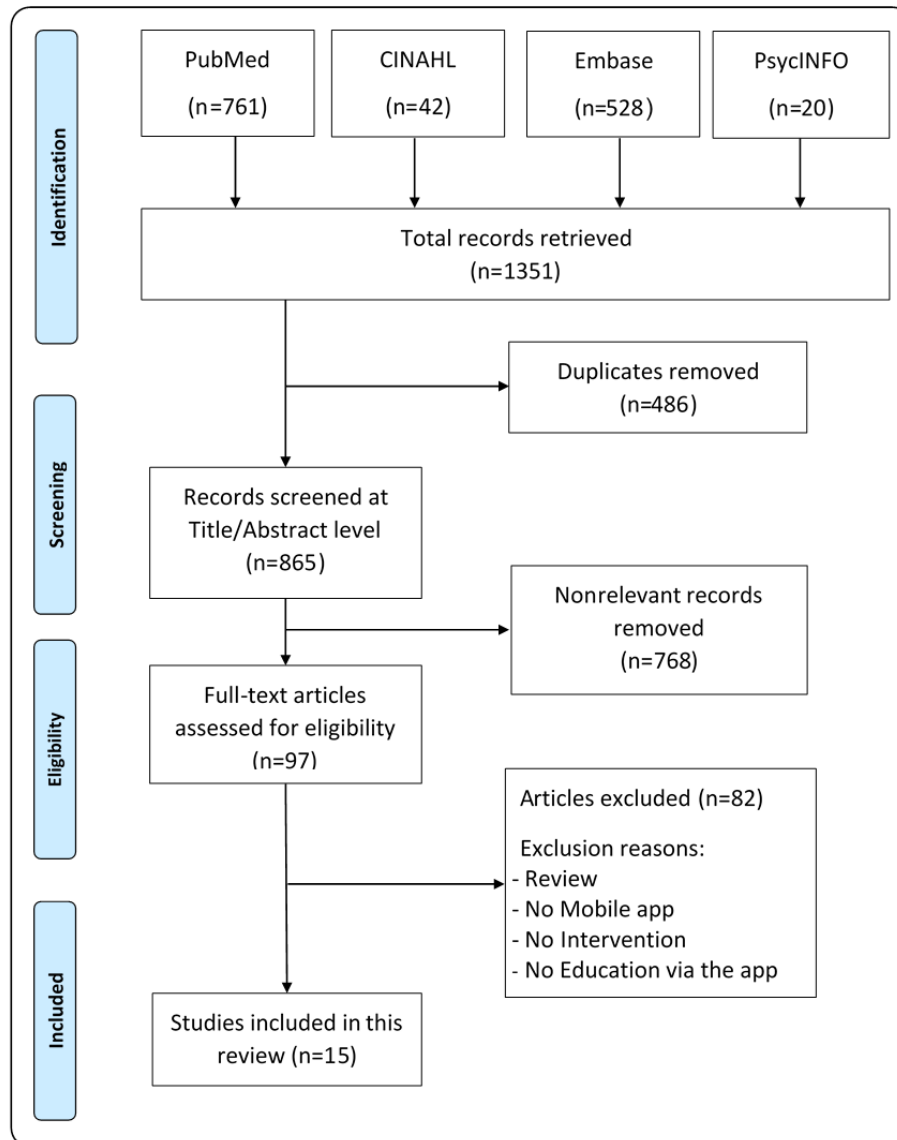 Identification
PubMed
(n=761)
CINAHL
(n=42)
Embase
(n=528)
PsycINFO
(n=20)
Total records retrieved
(n=1351)
Duplicates removed
(n=486)
Screening
Records screened at
Title/Abstract level
(n=865)
Nonrelevant records
removed
(n=768)
Eligibility
Full-text articles
assessed for eligibility
(n=97)
Articles excluded (n=82)
Exclusion reasons:
- Review
- No Mobile app
- No Intervention
- No Education via the app
Included
Studies included in this
review (n=15)